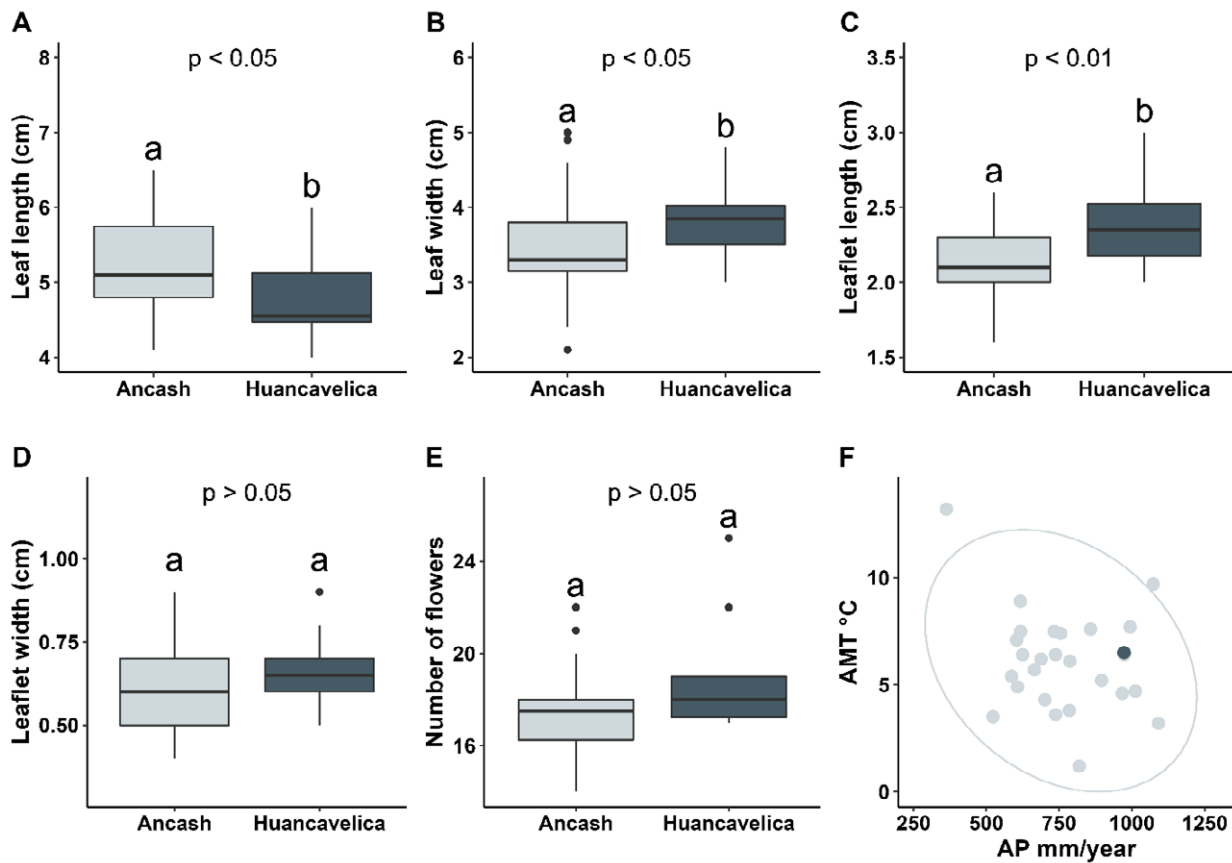 A
p < 0.05
Leaf length (cm)
8
7
6
5
4
a
b
Ancash
Huancavelica
B
p < 0.05
Leaf width (cm)
6
5
4
3
2
a
b
Ancash
Huancavelica
C
p < 0.01
Leaflet length (cm)
3.5
3.0
2.5
2.0
1.5
a
b
Ancash
Huancavelica
D
p > 0.05
Leaflet width (cm)
1.00
0.75
0.50
a
a
Ancash
Huancavelica
E
p > 0.05
Number of flowers
24
20
16
a
a
Ancash
Huancavelica
F
AMT °C
10
5
0
250
500
750
1000
1250
AP mm/year